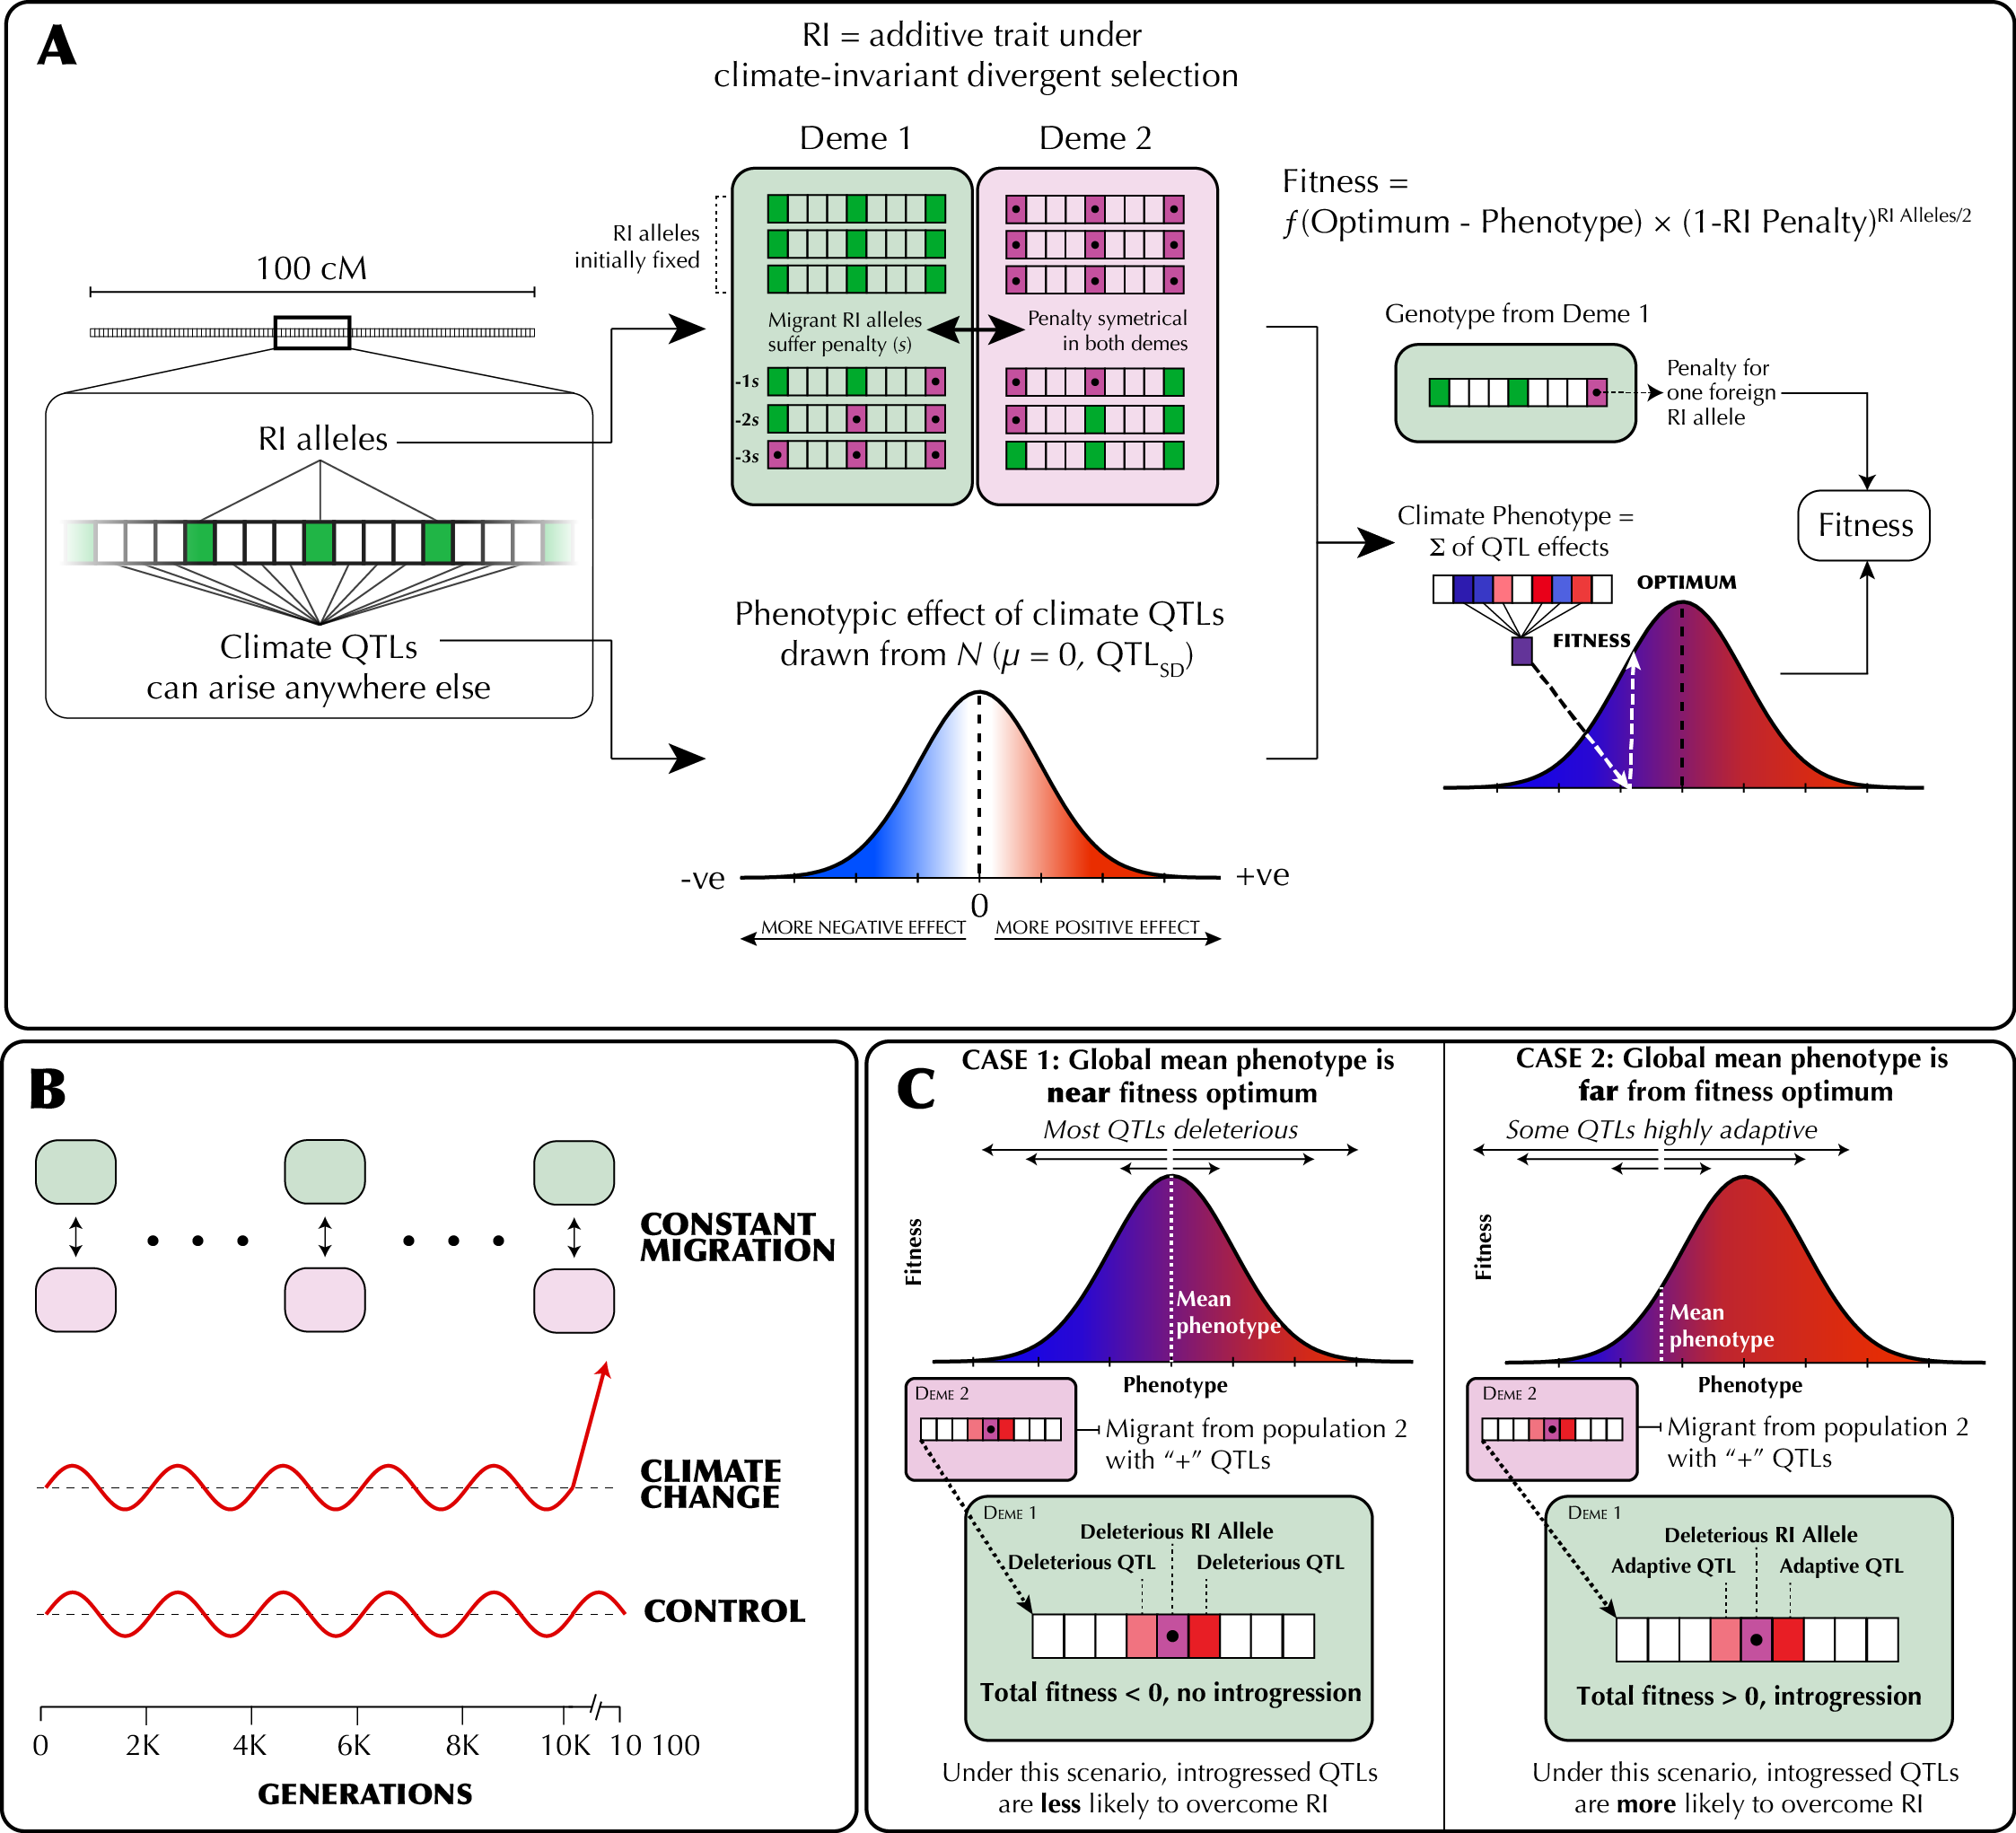 A
RI = additive trait under
climate-invariant divergent selection
Deme 1
Deme 2
RI alleles
initially fixed
Migrant RI alleles
suffer penalty (s)
Penalty symetrical
in both demes
-1s
-2s
-3s
100 cM
RI alleles
Climate QTLs
can arise anywhere else
Phenotypic effect of climate QTLs
drawn from N (μ = 0, QTLSD)
-ve
+ve
0
MORE NEGATIVE EFFECT
MORE POSITIVE EFFECT
Fitness =
ƒ(Optimum - Phenotype) × (1-RI Penalty)RI Alleles/2
Genotype from Deme 1
Penalty for
one foreign
RI allele
Climate Phenotype =
Σ of QTL effects
OPTIMUM
FITNESS
Fitness
B
CONSTANT
MIGRATION
CLIMATE
CHANGE
CONTROL
0
2K
4K
6K
8K
10K
10 100
GENERATIONS
C
CASE 1: Global mean phenotype is
near fitness optimum
Most QTLs deleterious
Fitness
Mean
phenotype
Phenotype
DEME 2
Migrant from population 2
with “+” QTLs
DEME 1
Deleterious RI Allele
Deleterious QTL
Deleterious QTL
Total fitness < 0, no introgression
Under this scenario, introgressed QTLs
are less likely to overcome RI
CASE 2: Global mean phenotype is
far from fitness optimum
Some QTLs highly adaptive
Fitness
Mean
phenotype
Phenotype
DEME 2
Migrant from population 2
with “+” QTLs
DEME 1
Deleterious RI Allele
Adaptive QTL
Adaptive QTL
Total fitness > 0, introgression
Under this scenario, intogressed QTLs
are more likely to overcome RI